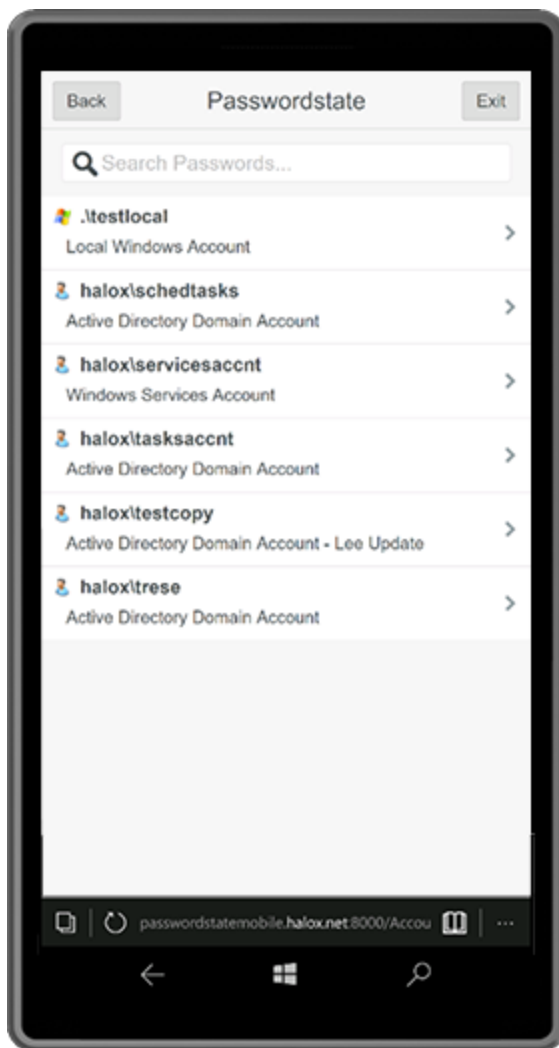 Back Passwordstate Exit
Search Passwords...
.\testlocal
Local Windows Account
halox\schedtasks
Active Directory Domain Account
halox\servicesaccnt
Windows Services Account
halox\tasksaccnt
Active Directory Domain Account
halox\testcopy
Active Directory Domain Account - Lee Update
halox\trese
Active Directory Domain Account
passwordstatemobile.halox.net:8000/Accou